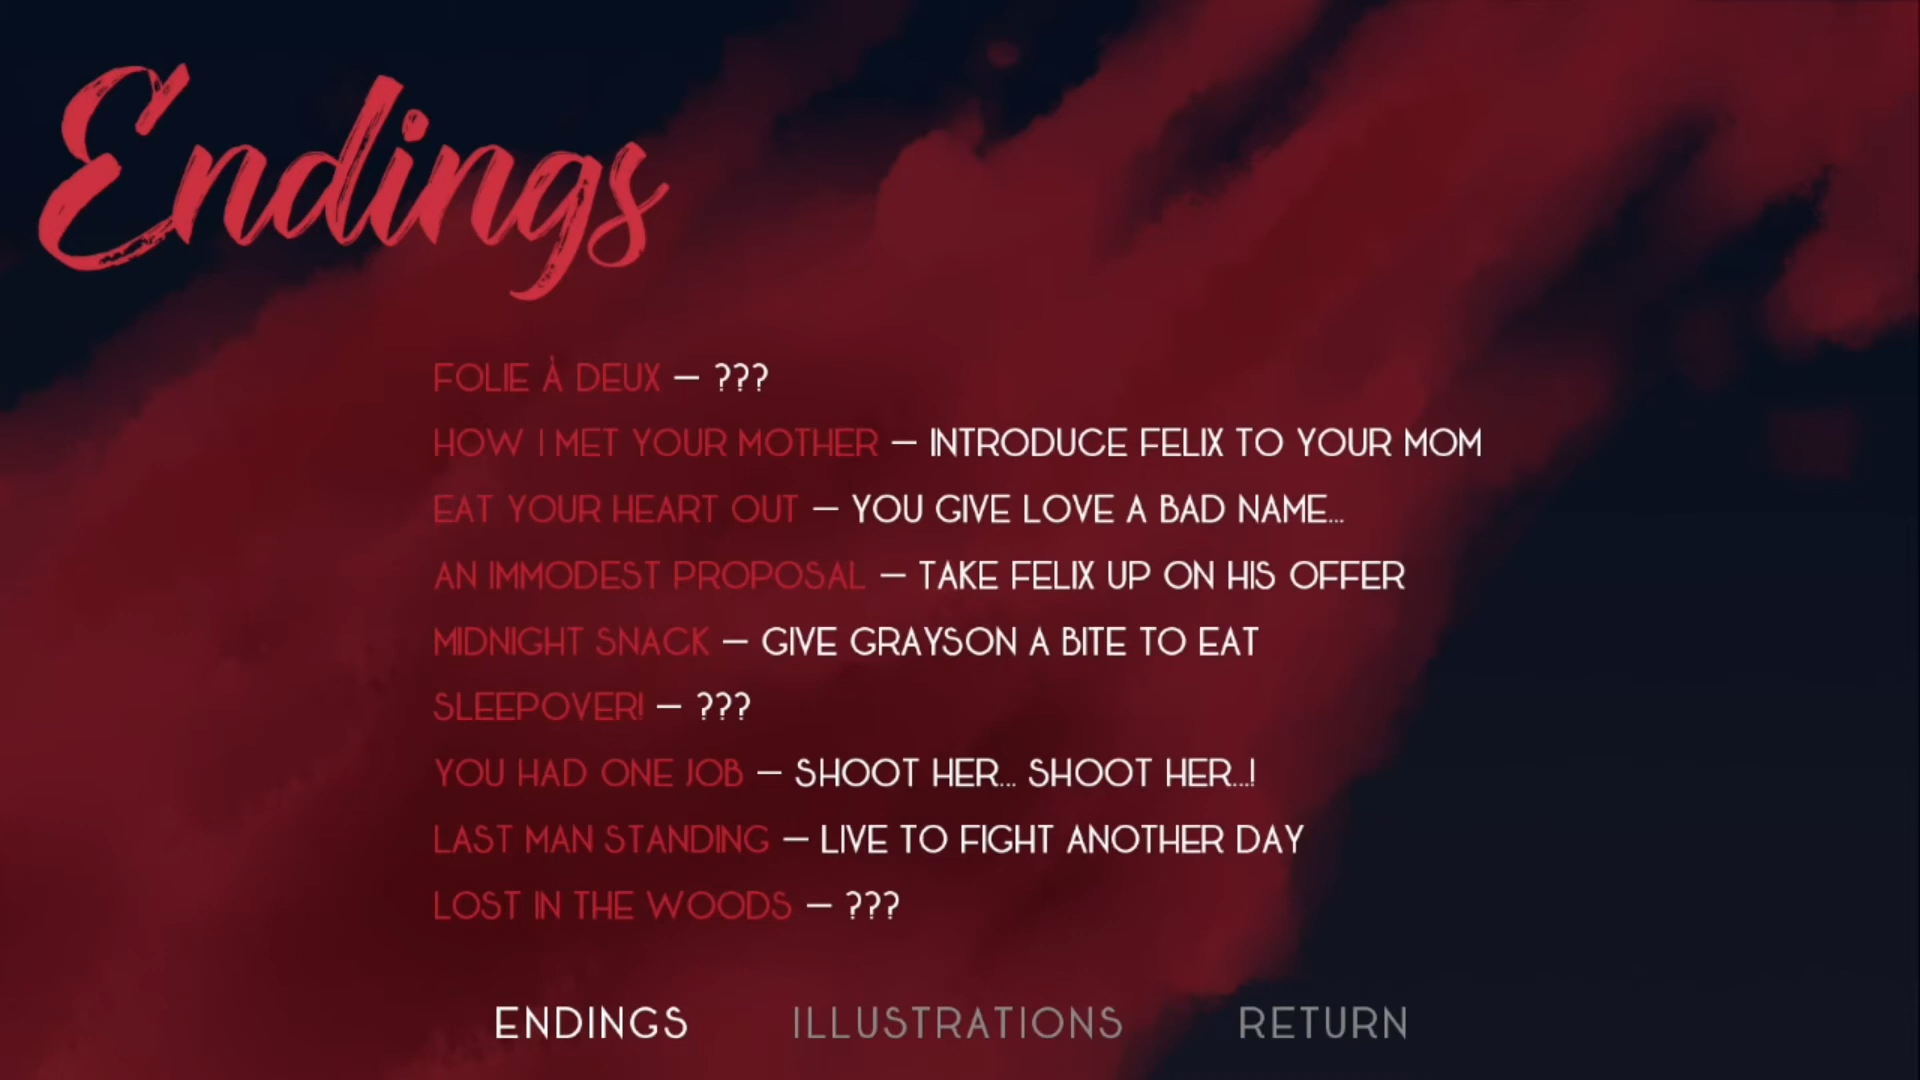 Endings
FOLIE À DEUX — ???
HOW I MET YOUR MOTHER — INTRODUCE FELIX TO YOUR MOM
EAT YOUR HEART OUT — YOU GIVE LOVE A BAD NAME...
AN IMMODEST PROPOSAL — TAKE FELIX UP ON HIS OFFER
MIDNIGHT SNACK — GIVE GRAYSON A BITE TO EAT
SLEEPOVER! — ???
YOU HAD ONE JOB — SHOOT HER... SHOOT HER...!
LAST MAN STANDING — LIVE TO FIGHT ANOTHER DAY
LOST IN THE WOODS — ???
ENDINGS ILLUSTRATIONS RETURN